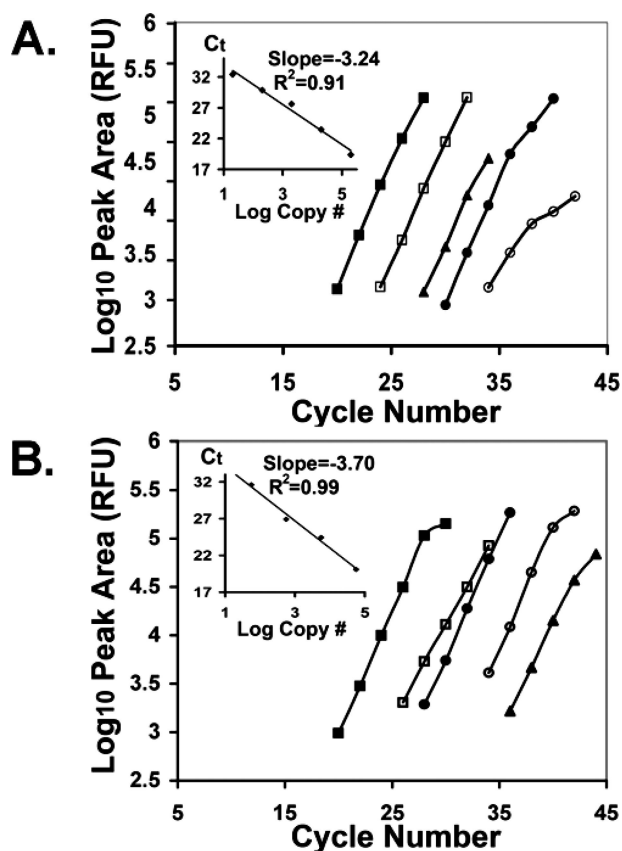 A.
Log10 Peak Area (RFU)
6
5.5
5
4.5
4
3.5
3
2.5
Ct
Slope=-3.24
R2=0.91
32
27
22
17
1 3 5
Log Copy #
5 15 25 35 45
Cycle Number
B.
Log10 Peak Area (RFU)
6
5.5
5
4.5
4
3.5
3
2.5
Ct
Slope=-3.70
R2=0.99
32
27
22
17
1 3 5
Log Copy #
5 15 25 35 45
Cycle Number